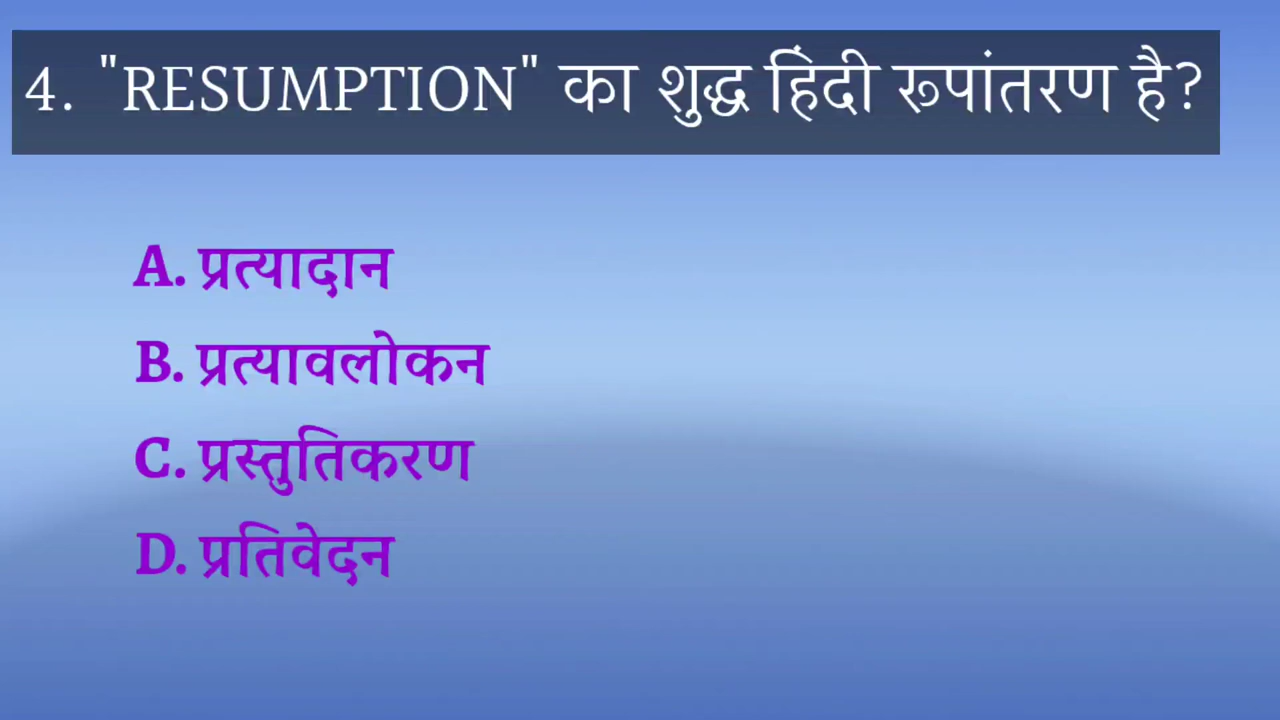 4. "RESUMPTION" का शुद्ध हिंदी रूपांतरण है?
A. प्रत्यादान
B. प्रत्यावलोकन
C. प्रस्तुतिकरण
D. प्रतिवेदन